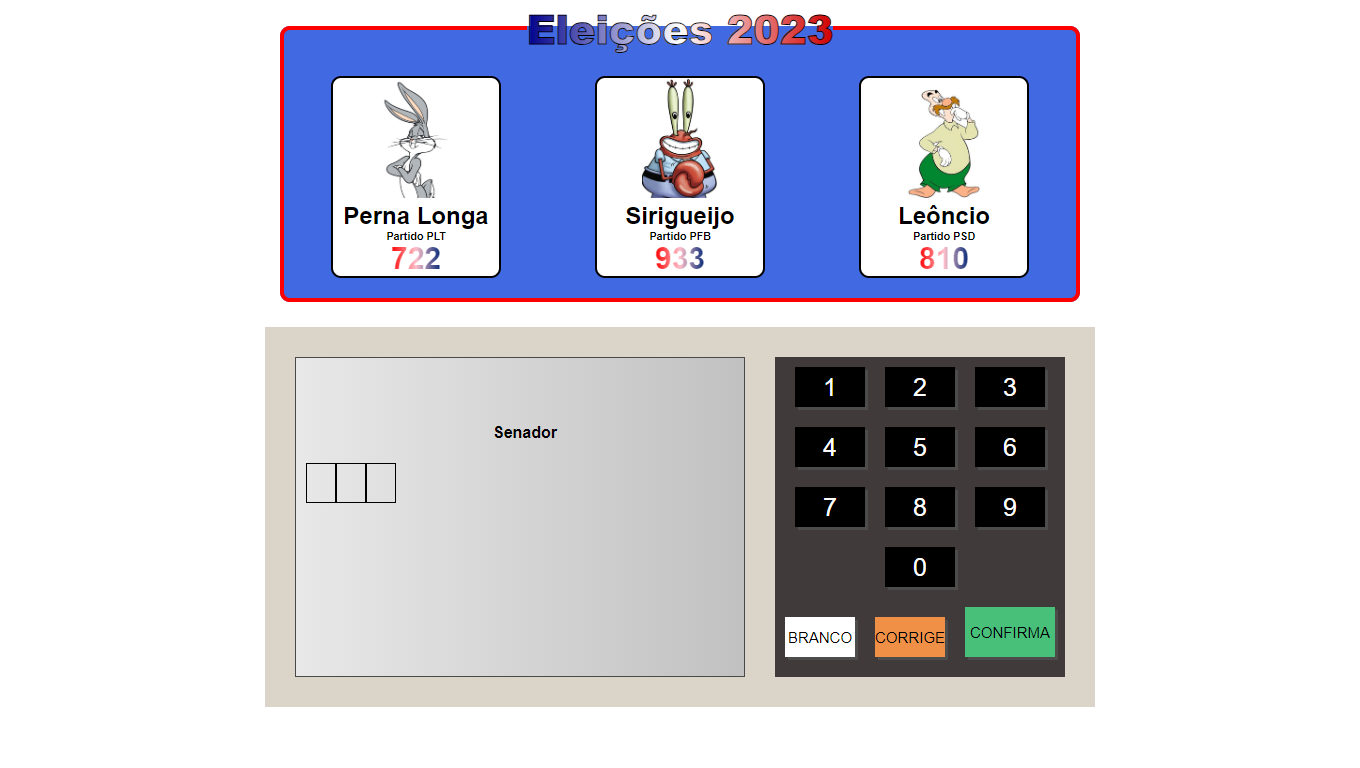 Eleições 2023
Perna Longa
Partido PLT
722
Sirigueijo
Partido PFB
933
Leôncio
Partido PSD
810
Senador
1 2 3
4 5 6
7 8 9
0
BRANCO CORRIGE CONFIRMA